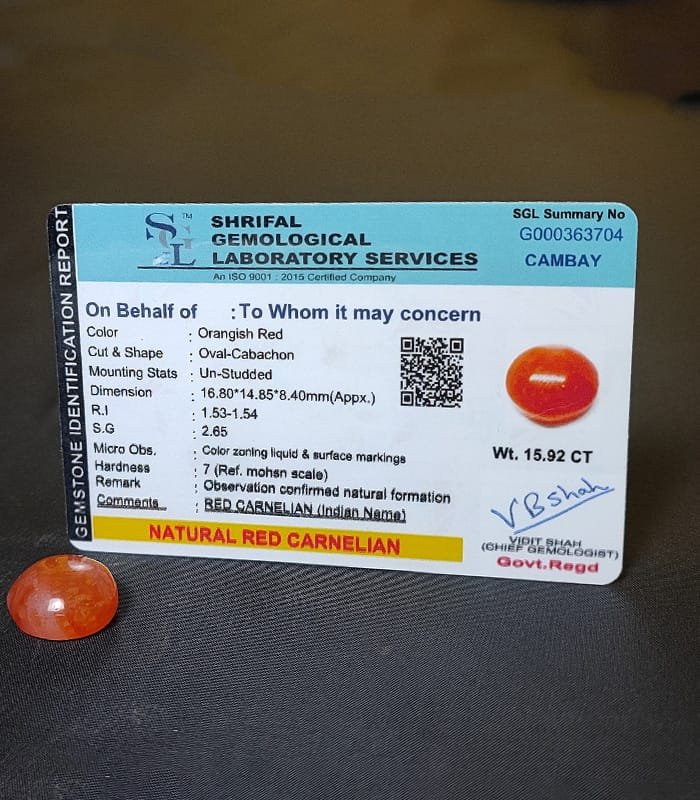 GEMSTONE IDENTIFICATION REPORT
SGL
TM
SHRIFAL
GEMOLOGICAL
LABORATORY SERVICES
An ISO 9001 : 2015 Certified Company
SGL Summary No
G000363704
CAMBAY
On Behalf of : To Whom it may concern
Color : Orangish Red
Cut & Shape : Oval-Cabachon
Mounting Stats : Un-Studded
Dimension : 16.80*14.85*8.40mm(Appx.)
R.I : 1.53-1.54
S.G : 2.65
Micro Obs. : Color zoning liquid & surface markings
Hardness : 7 (Ref. mohsn scale)
Remark : Observation confirmed natural formation
Comments : RED CARNELIAN (Indian Name)
NATURAL RED CARNELIAN
Wt. 15.92 CT
VBShah
VIDIT SHAH
(CHIEF GEMOLOGIST)
Govt.Regd